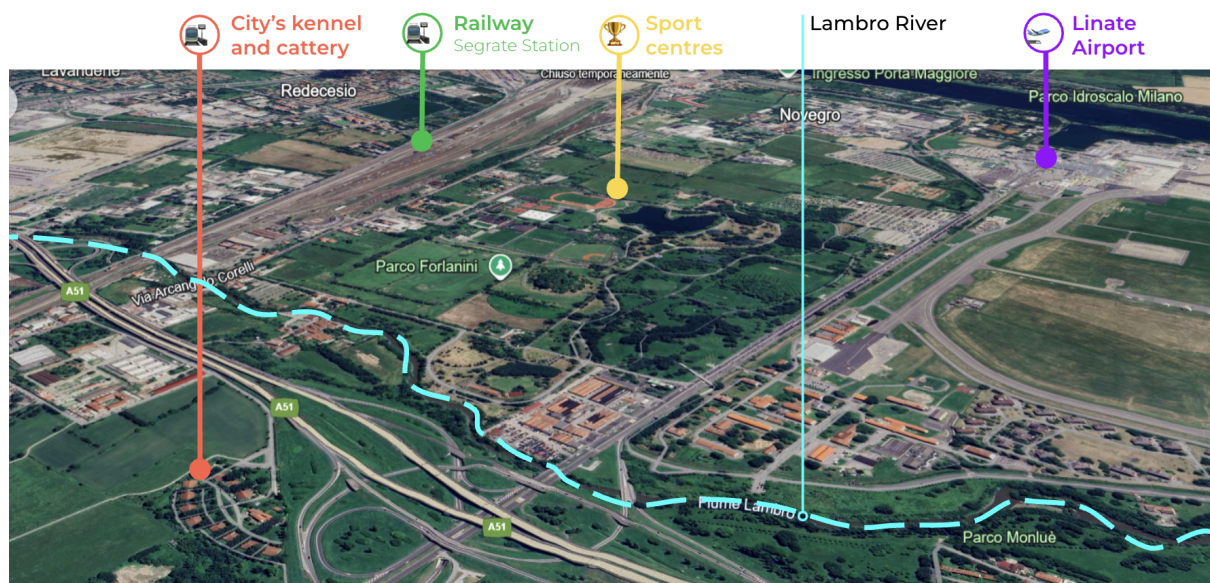 City's kennel
and cattery
Railway
Segrate Station
Sport
centres
Lambro River
Linate
Airport
Lavanderie
Redecesio
Chiuso temporaneamente
Ingresso Porta Maggiore
Parco Idroscalo Milano
Novegro
Parco Forlanini
Via Arcangelo Corelli
A51
A51
A51
Fiume Lambro
Parco Monluè